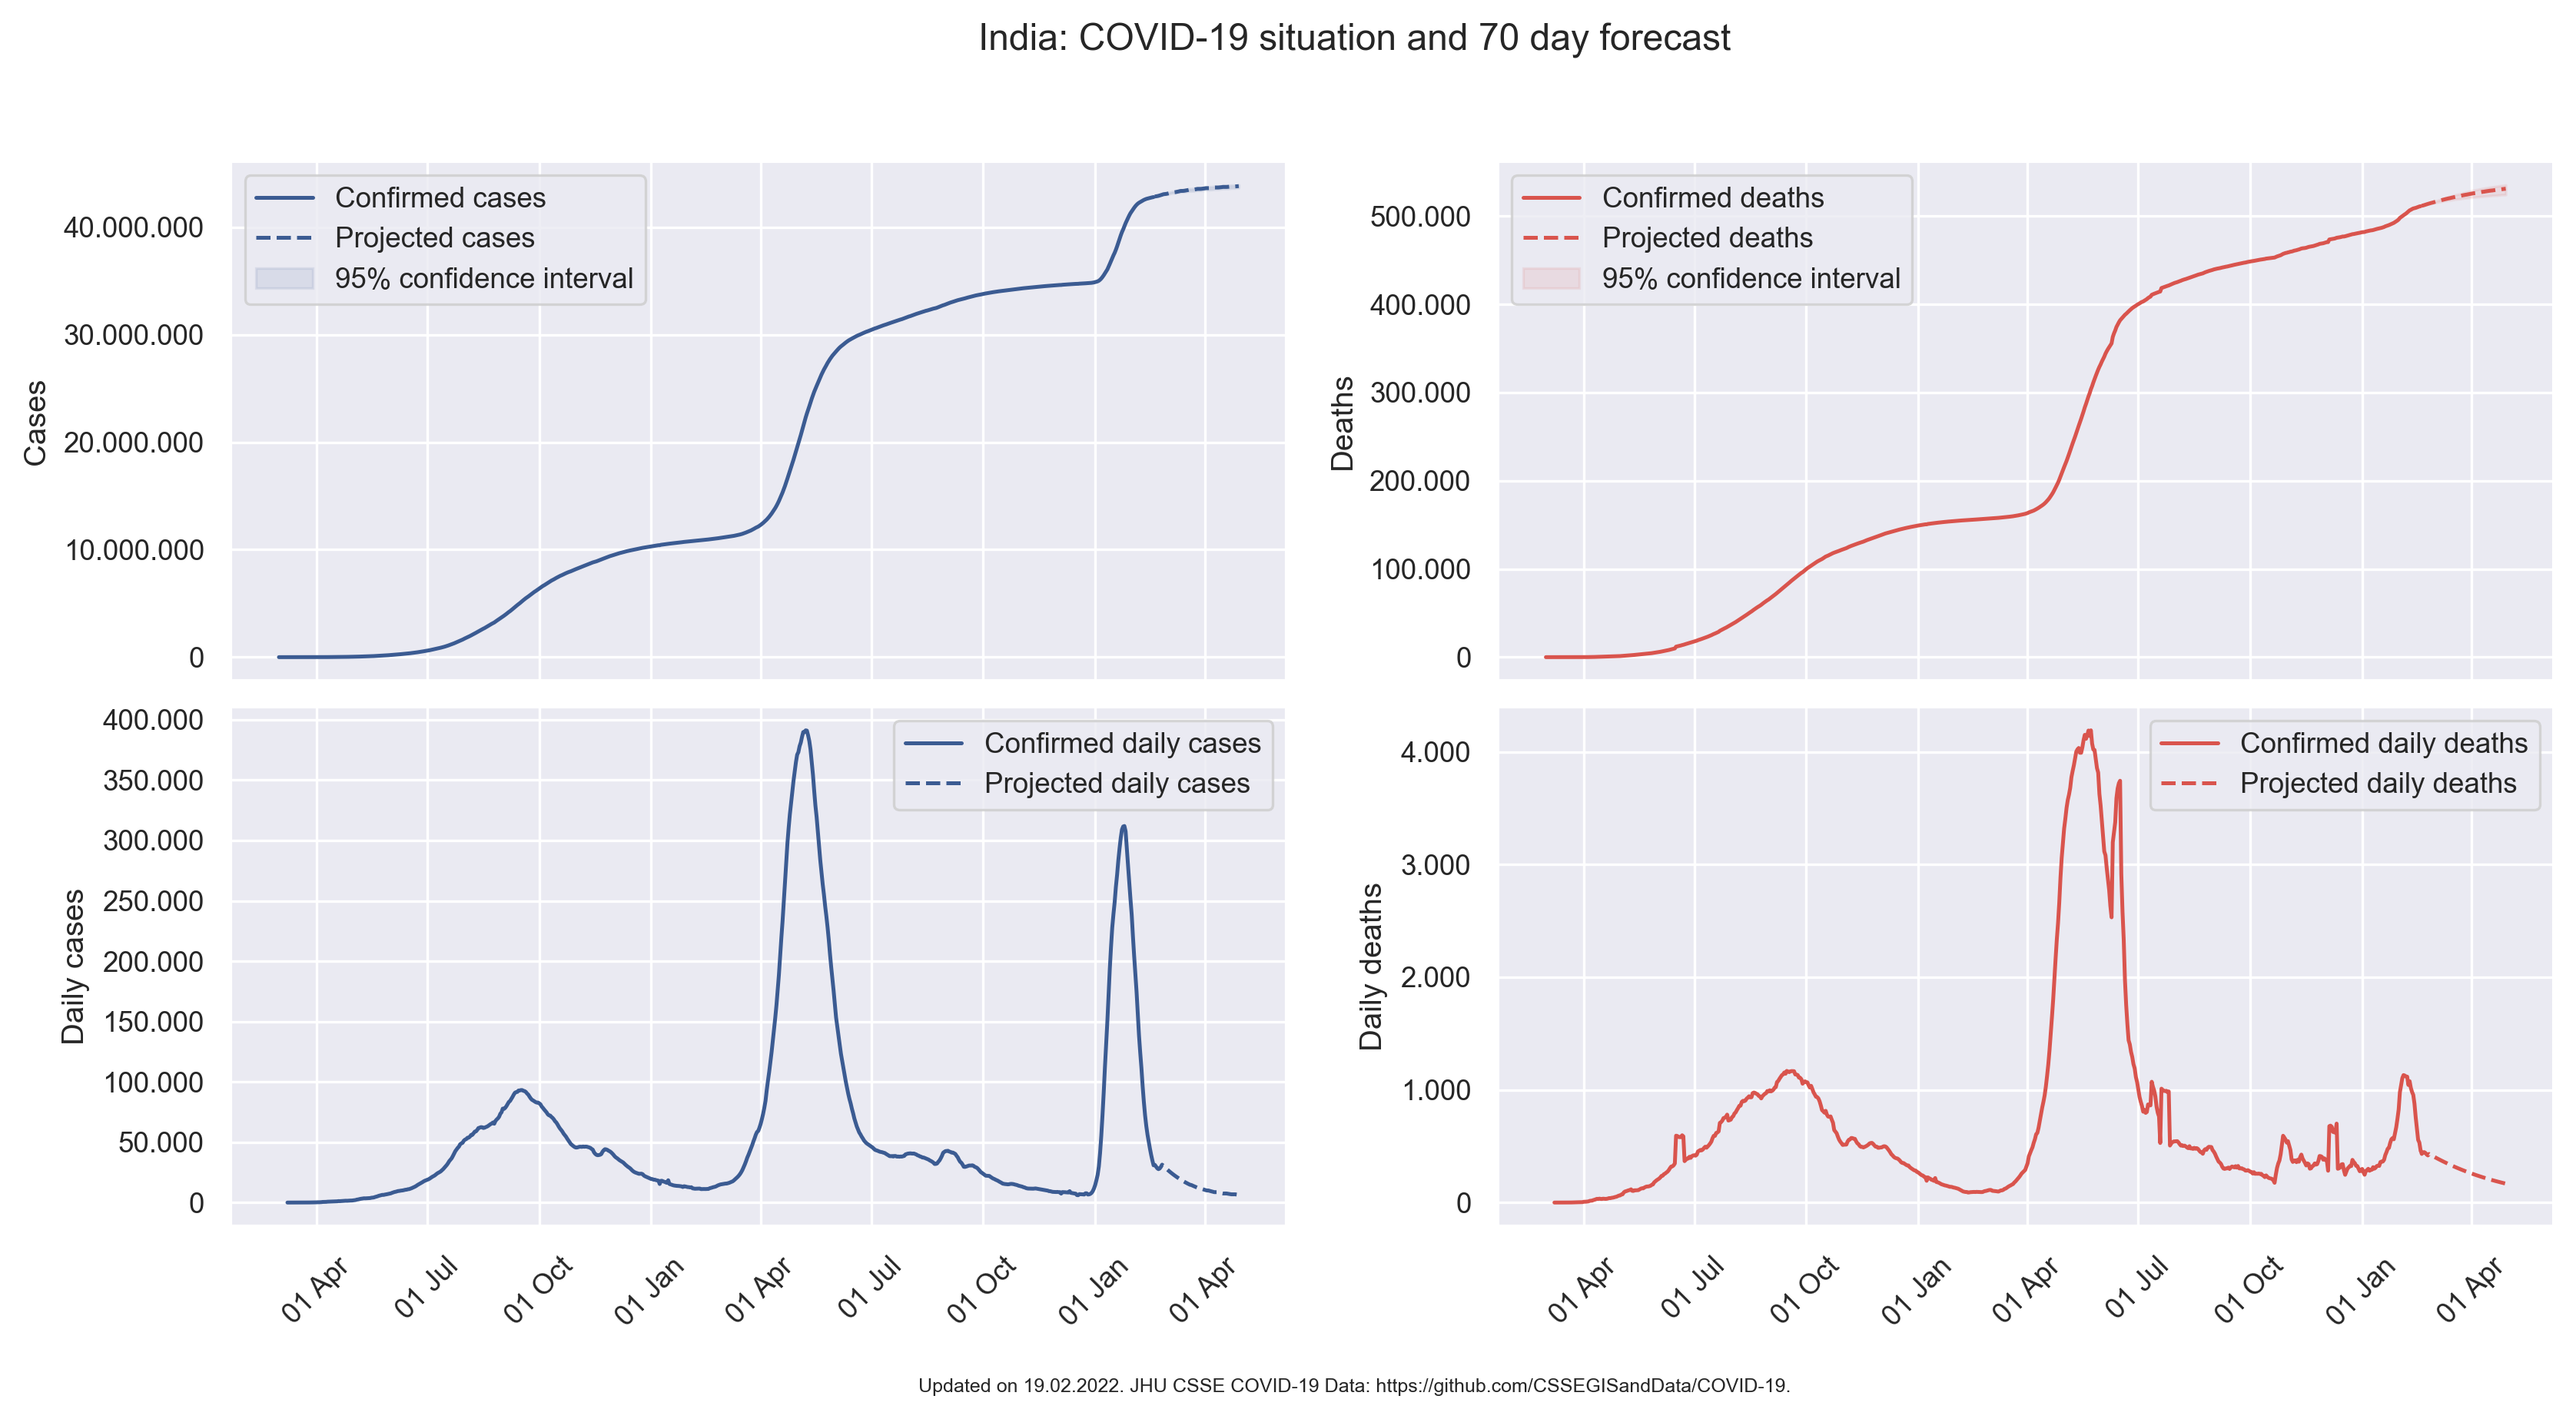 India: COVID-19 situation and 70 day forecast
Confirmed cases
Projected cases
95% confidence interval
Cases
40.000.000
30.000.000
20.000.000
10.000.000
0
Confirmed deaths
Projected deaths
95% confidence interval
Deaths
500.000
400.000
300.000
200.000
100.000
0
Confirmed daily cases
Projected daily cases
Daily cases
400.000
350.000
300.000
250.000
200.000
150.000
100.000
50.000
0
01 Apr
01 Jul
01 Oct
01 Jan
01 Apr
01 Jul
01 Oct
01 Jan
01 Apr
Confirmed daily deaths
Projected daily deaths
Daily deaths
4.000
3.000
2.000
1.000
0
01 Apr
01 Jul
01 Oct
01 Jan
01 Apr
01 Jul
01 Oct
01 Jan
01 Apr
Updated on 19.02.2022. JHU CSSE COVID-19 Data: https://github.com/CSSEGISandData/COVID-19.